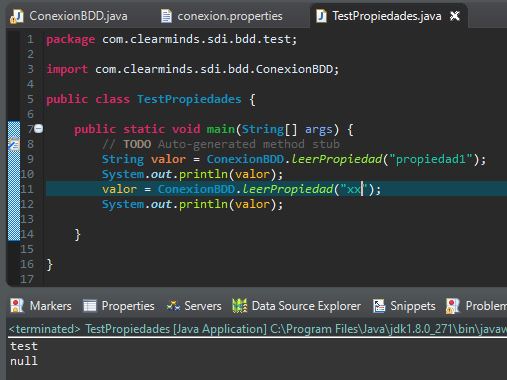 ConexionBDD.java
conexion.properties
TestPropiedades.java
1 package com.clearminds.sdi.bdd.test;
2
3 import com.clearminds.sdi.bdd.ConexionBDD;
4
5 public class TestPropiedades {
6
7 public static void main(String[] args) {
8 // TODO Auto-generated method stub
9 String valor = ConexionBDD.leerPropiedad("propiedad1");
10 System.out.println(valor);
11 valor = ConexionBDD.leerPropiedad("xx");
12 System.out.println(valor);
13
14 }
15
16 }
17
Markers Properties Servers Data Source Explorer Snippets Problem
<terminated> TestPropiedades [Java Application] C:\Program Files\Java\jdk1.8.0_271\bin\javaw
test
null